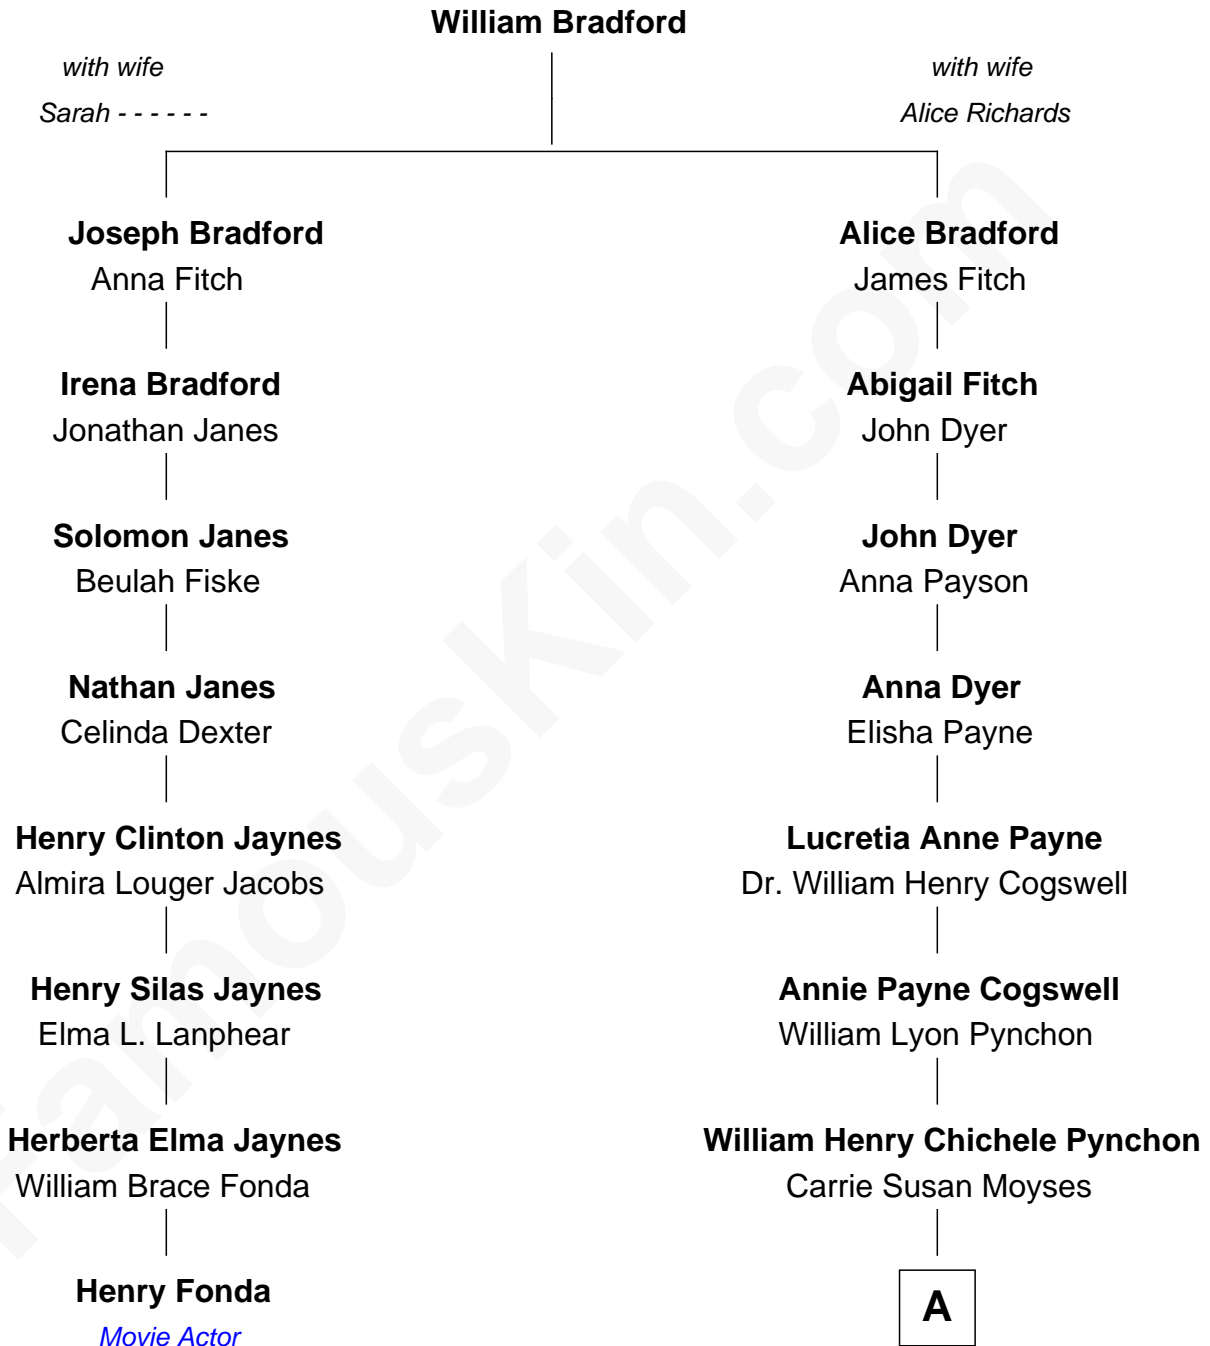 William Bradford
with wife
with wife
Sarah - - - - - -
Alice Richards
Joseph Bradford
Alice Bradford
Anna Fitch
James Fitch
Irena Bradford
Abigail Fitch
Jonathan Janes
John Dyer
Solomon Janes
John Dyer
Beulah Fiske
Anna Payson
Nathan Janes
Anna Dyer
Celinda Dexter
Elisha Payne
Henry Clinton Jaynes
Lucretia Anne Payne
Almira Louger Jacobs
Dr. William Henry Cogswell
Henry Silas Jaynes
Annie Payne Cogswell
Elma L. Lanphear
William Lyon Pynchon
Herberta Elma Jaynes
William Henry Chichele Pynchon
William Brace Fonda
Carrie Susan Moyses
Henry Fonda
A
Movie Actor
FamousKin.com